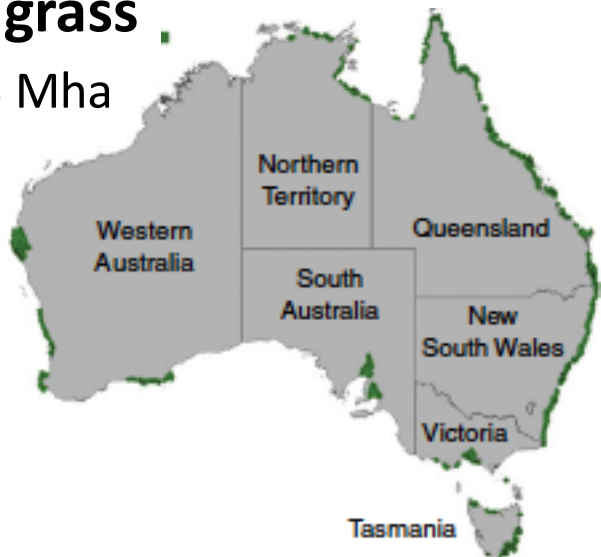 grass
Mha
Northern
Territory
Western
Australia
Queensland
South
Australia
New
South Wales
Victoria
Tasmania